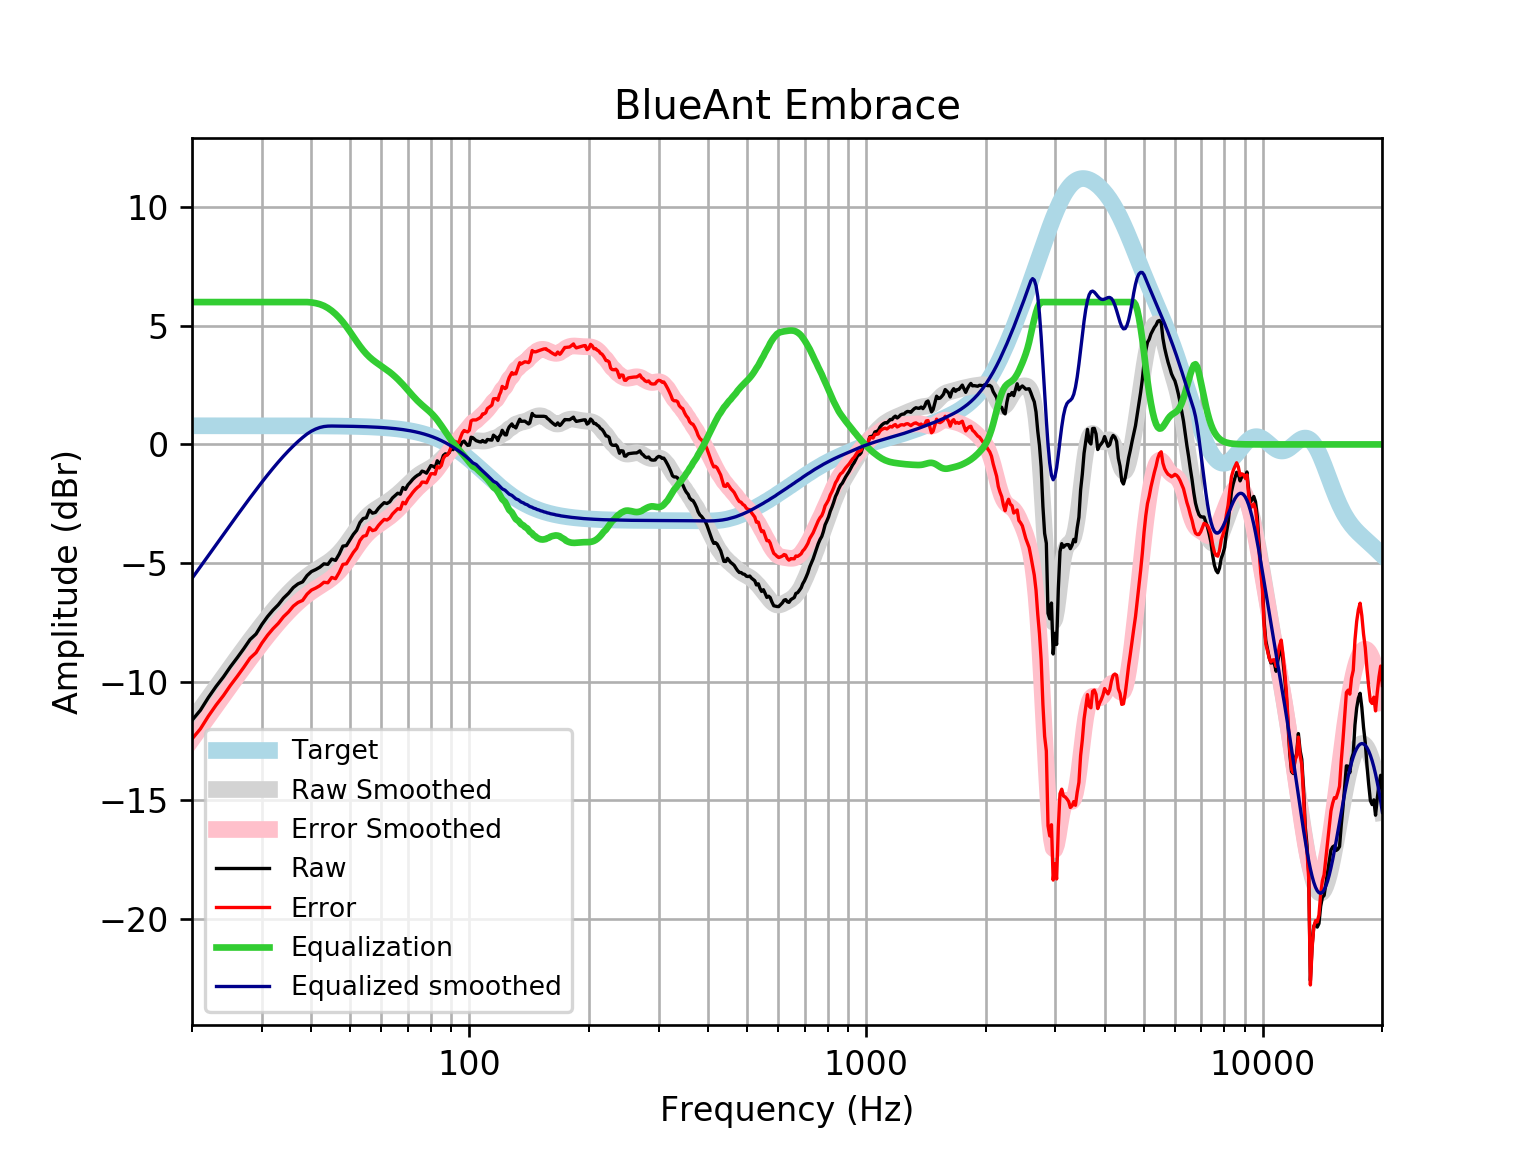 BlueAnt Embrace
Amplitude (dBr)
10
5
0
−5
−10
−15
−20
Target
Raw Smoothed
Error Smoothed
Raw
Error
Equalization
Equalized smoothed
100
1000
10000
Frequency (Hz)